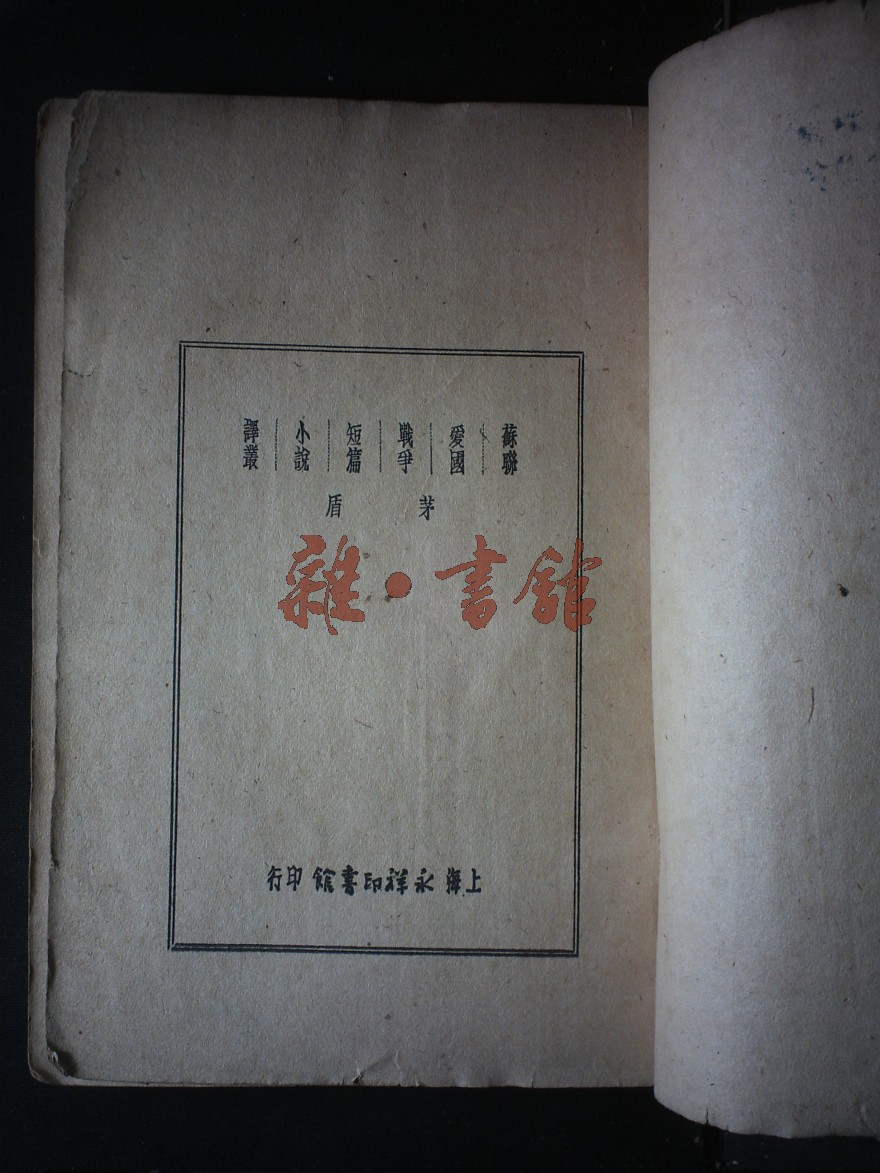 蘇聯
愛國
戰爭
短篇
小說
譯叢
茅盾
雜·書館
上海永祥印書館印行